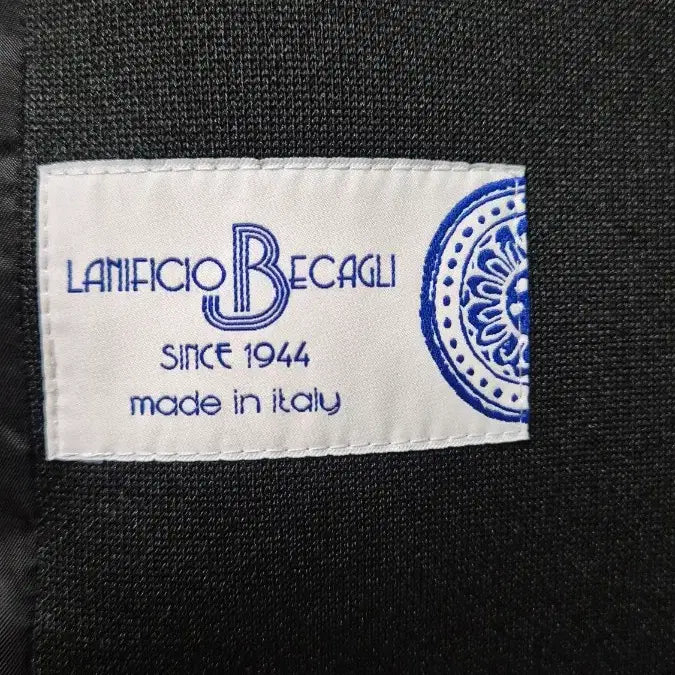 LANIFICIO BECAGLI
SINCE 1944
made in italy